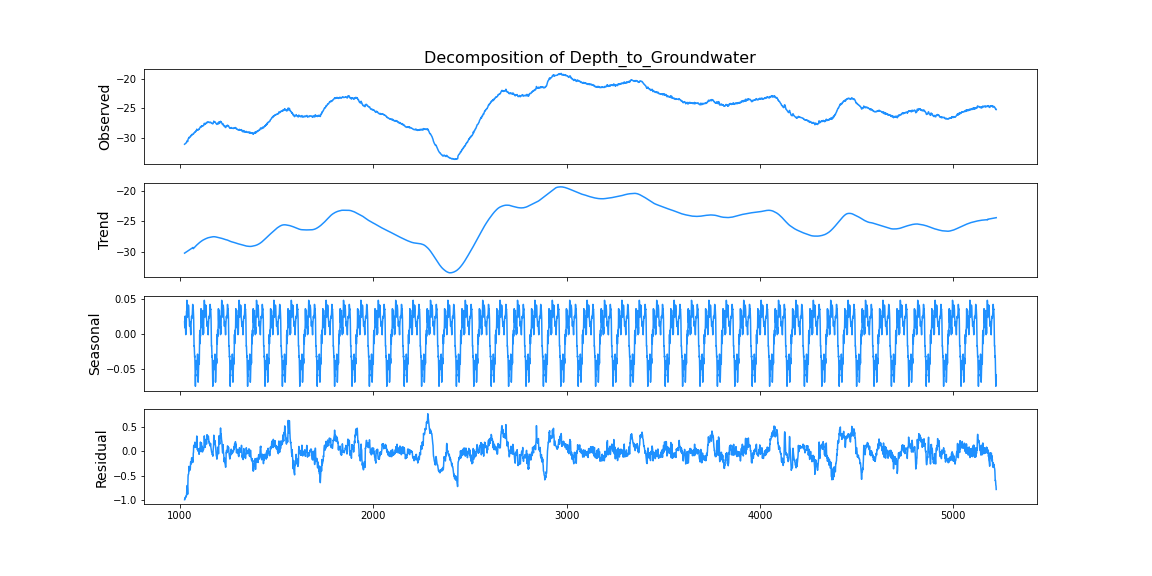 Decomposition of Depth_to_Groundwater
Observed
−20
−25
−30
Trend
−20
−25
−30
Seasonal
0.05
0.00
−0.05
Residual
0.5
0.0
−0.5
−1.0
1000 2000 3000 4000 5000